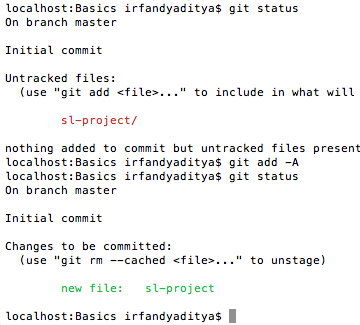 localhost:Basics irfandyaditya$ git status
On branch master
Initial commit
Untracked files:
(use "git add <file>..." to include in what will
sl-project/
nothing added to commit but untracked files present
localhost:Basics irfandyaditya$ git add -A
localhost:Basics irfandyaditya$ git status
On branch master
Initial commit
Changes to be committed:
(use "git rm --cached <file>..." to unstage)
new file:   sl-project
localhost:Basics irfandyaditya$